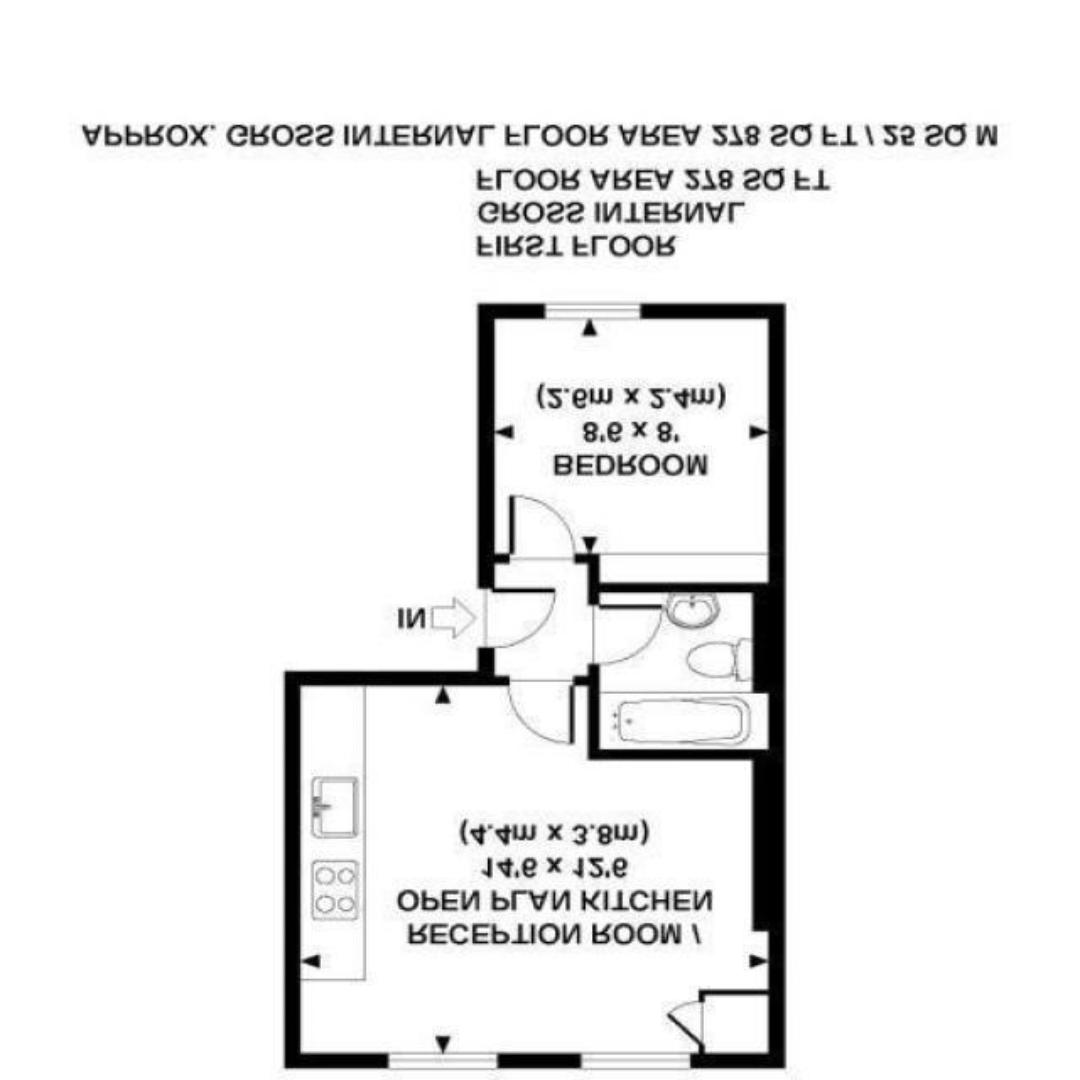 RECEPTION ROOM /
OPEN PLAN KITCHEN
14'6 x 12'6
(4.4m x 3.8m)
IN
BEDROOM
8'6 x 8'
(2.6m x 2.4m)
FIRST FLOOR
GROSS INTERNAL
FLOOR AREA 278 SQ FT
APPROX. GROSS INTERNAL FLOOR AREA 278 SQ FT / 25 SQ M